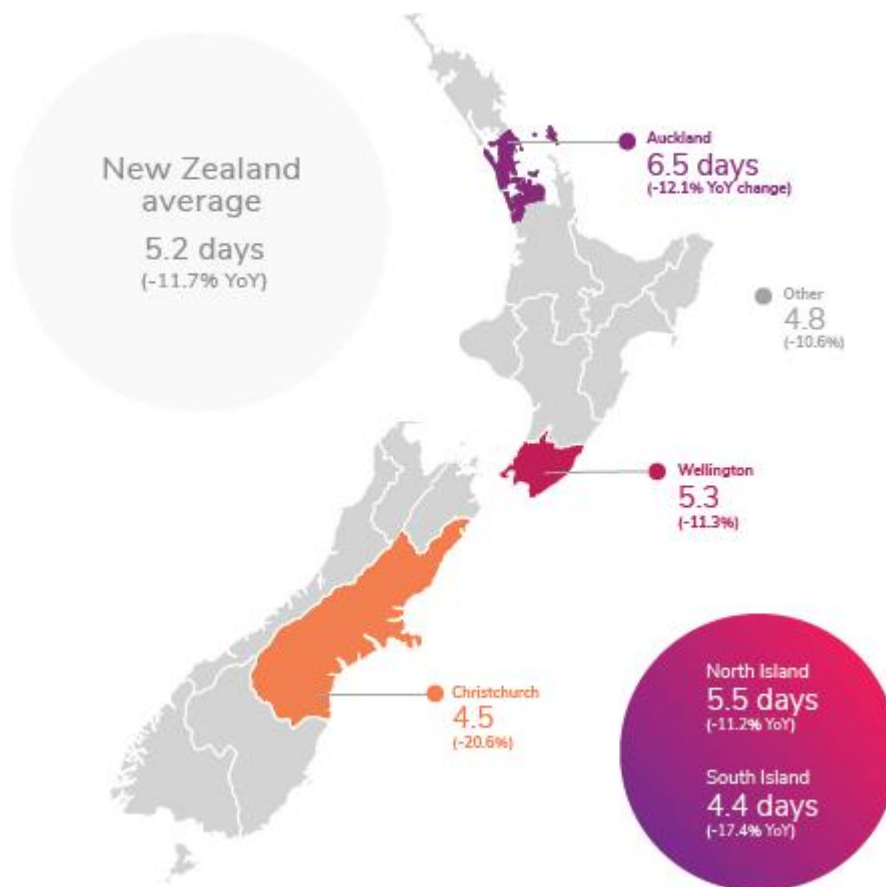 New Zealand
average
5.2 days
(-11.7% YoY)
Auckland
6.5 days
(-12.1% YoY change)
Other
4.8
(-10.6%)
Wellington
5.3
(-11.3%)
Christchurch
4.5
(-20.6%)
North Island
5.5 days
(-11.2% YoY)
South Island
4.4 days
(-17.4% YoY)